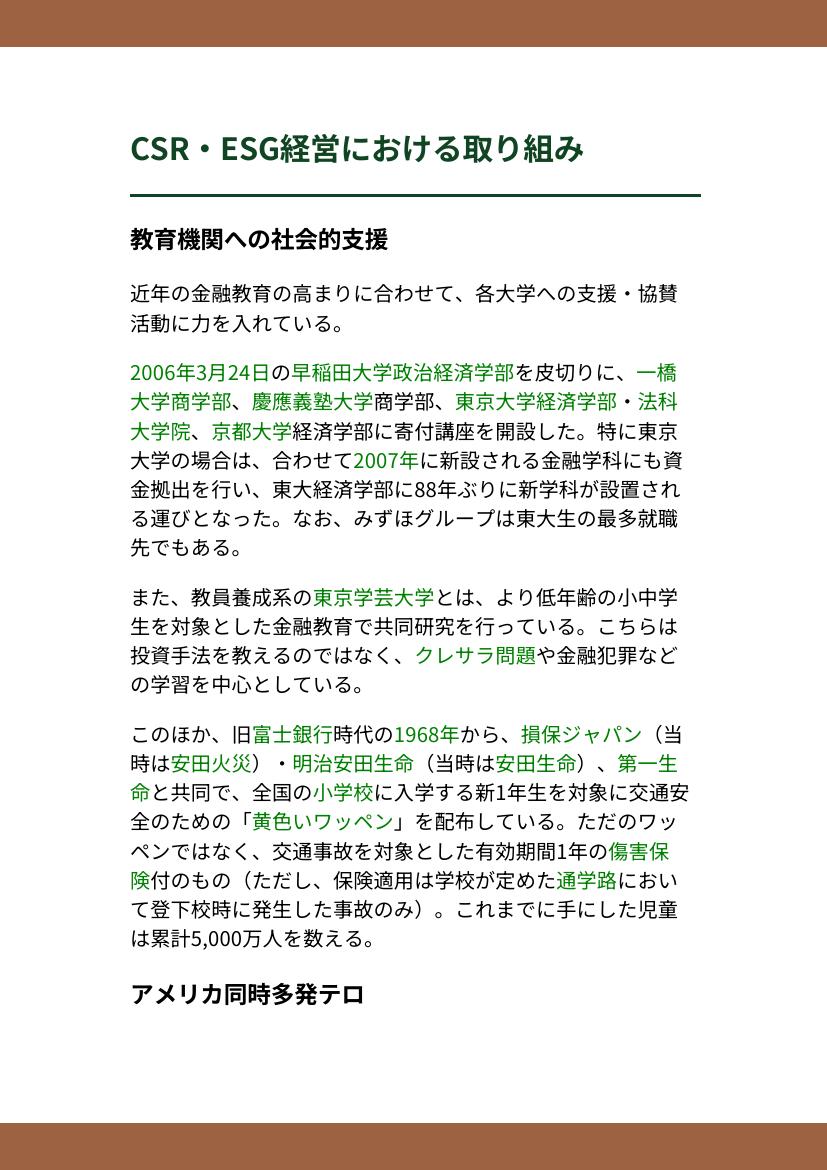 CSR・ESG経営における取り組み
教育機関への社会的支援
近年の金融教育の高まりに合わせて、各大学への支援・協賛
活動に力を入れている。
2006年3月24日の早稲田大学政治経済学部を皮切りに、一橋
大学商学部、慶應義塾大学商学部、東京大学経済学部・法科
大学院、京都大学経済学部に寄付講座を開設した。特に東京
大学の場合は、合わせて2007年に新設される金融学科にも資
金拠出を行い、東大経済学部に88年ぶりに新学科が設置され
る運びとなった。なお、みずほグループは東大生の最多就職
先でもある。
また、教員養成系の東京学芸大学とは、より低年齢の小中学
生を対象とした金融教育で共同研究を行っている。こちらは
投資手法を教えるのではなく、クレサラ問題や金融犯罪など
の学習を中心としている。
このほか、旧富士銀行時代の1968年から、損保ジャパン（当
時は安田火災）・明治安田生命（当時は安田生命）、第一生
命と共同で、全国の小学校に入学する新1年生を対象に交通安
全のための「黄色いワッペン」を配布している。ただのワッ
ペンではなく、交通事故を対象とした有効期間1年の傷害保
険付のもの（ただし、保険適用は学校が定めた通学路におい
て登下校時に発生した事故のみ）。これまでに手にした児童
は累計5,000万人を数える。
アメリカ同時多発テロ